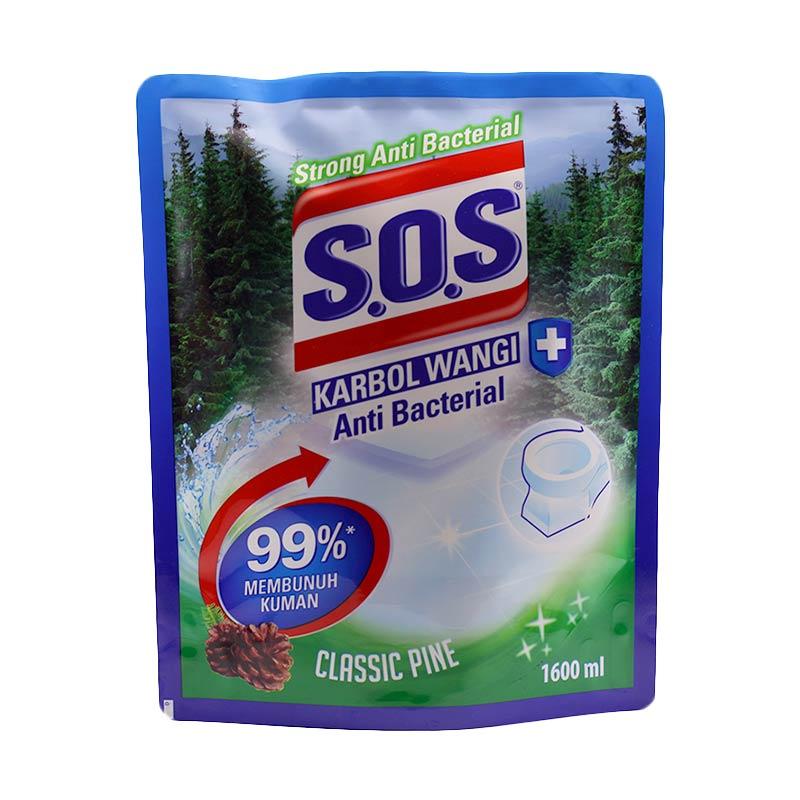 Strong Anti Bacterial
S.O.S®
KARBOL WANGI
Anti Bacterial
99%*
MEMBUNUH
KUMAN
CLASSIC PINE
1600 ml